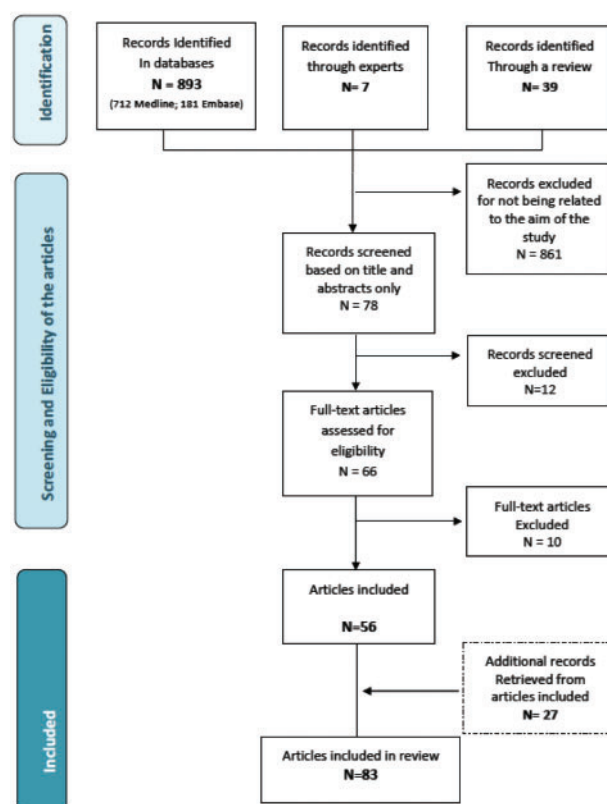 Identification
Records Identified
In databases
N = 893
(712 Medline; 181 Embase)
Records identified
through experts
N= 7
Records identified
Through a review
N= 39
Screening and Eligibility of the articles
Records excluded
for not being related
to the aim of the
study
N = 861
Records screened
based on title and
abstracts only
N = 78
Records screened
excluded
N=12
Full-text articles
assessed for
eligibility
N = 66
Full-text articles
Excluded
N = 10
Included
Articles included
N=56
Additional records
Retrieved from
articles included
N= 27
Articles included in review
N=83